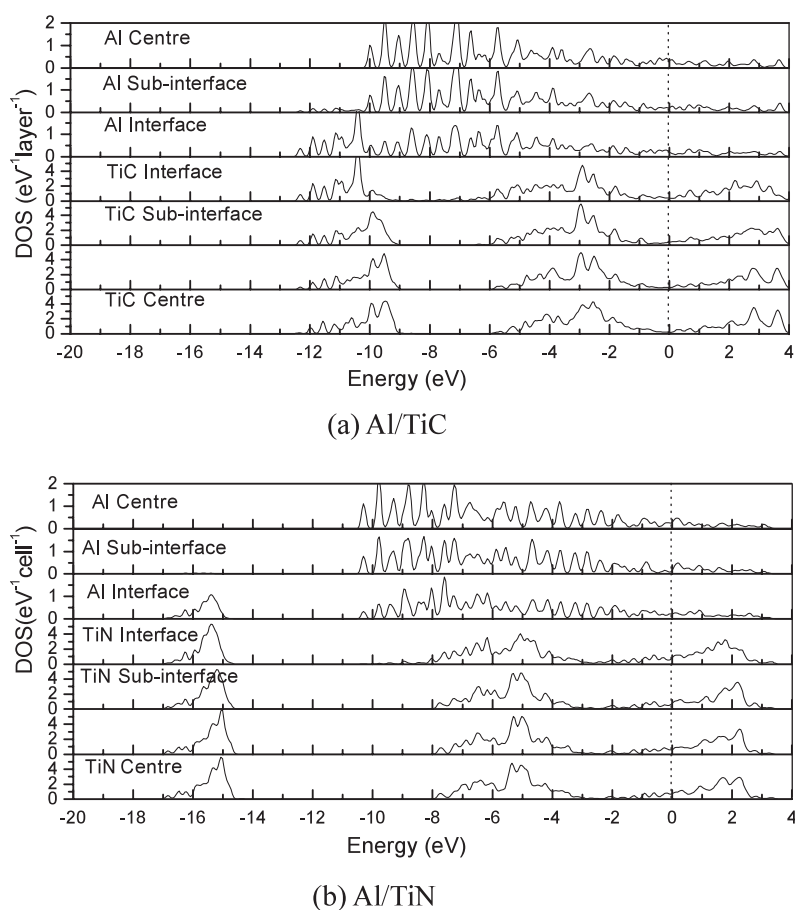 2
Al Centre
1
0
Al Sub-interface
1
0
Al Interface
1
0
TiC Interface
4
2
0
TiC Sub-interface
4
2
0
4
2
0
TiC Centre
4
2
0
DOS (eV⁻¹layer⁻¹)
-20 -18 -16 -14 -12 -10 -8 -6 -4 -2 0 2 4
Energy (eV)
(a) Al/TiC
2
Al Centre
1
0
Al Sub-interface
1
0
Al Interface
1
0
TiN Interface
4
2
0
TiN Sub-interface
4
2
0
4
2
0
TiN Centre
4
2
0
DOS(eV⁻¹cell⁻¹)
-20 -18 -16 -14 -12 -10 -8 -6 -4 -2 0 2 4
Energy (eV)
(b) Al/TiN